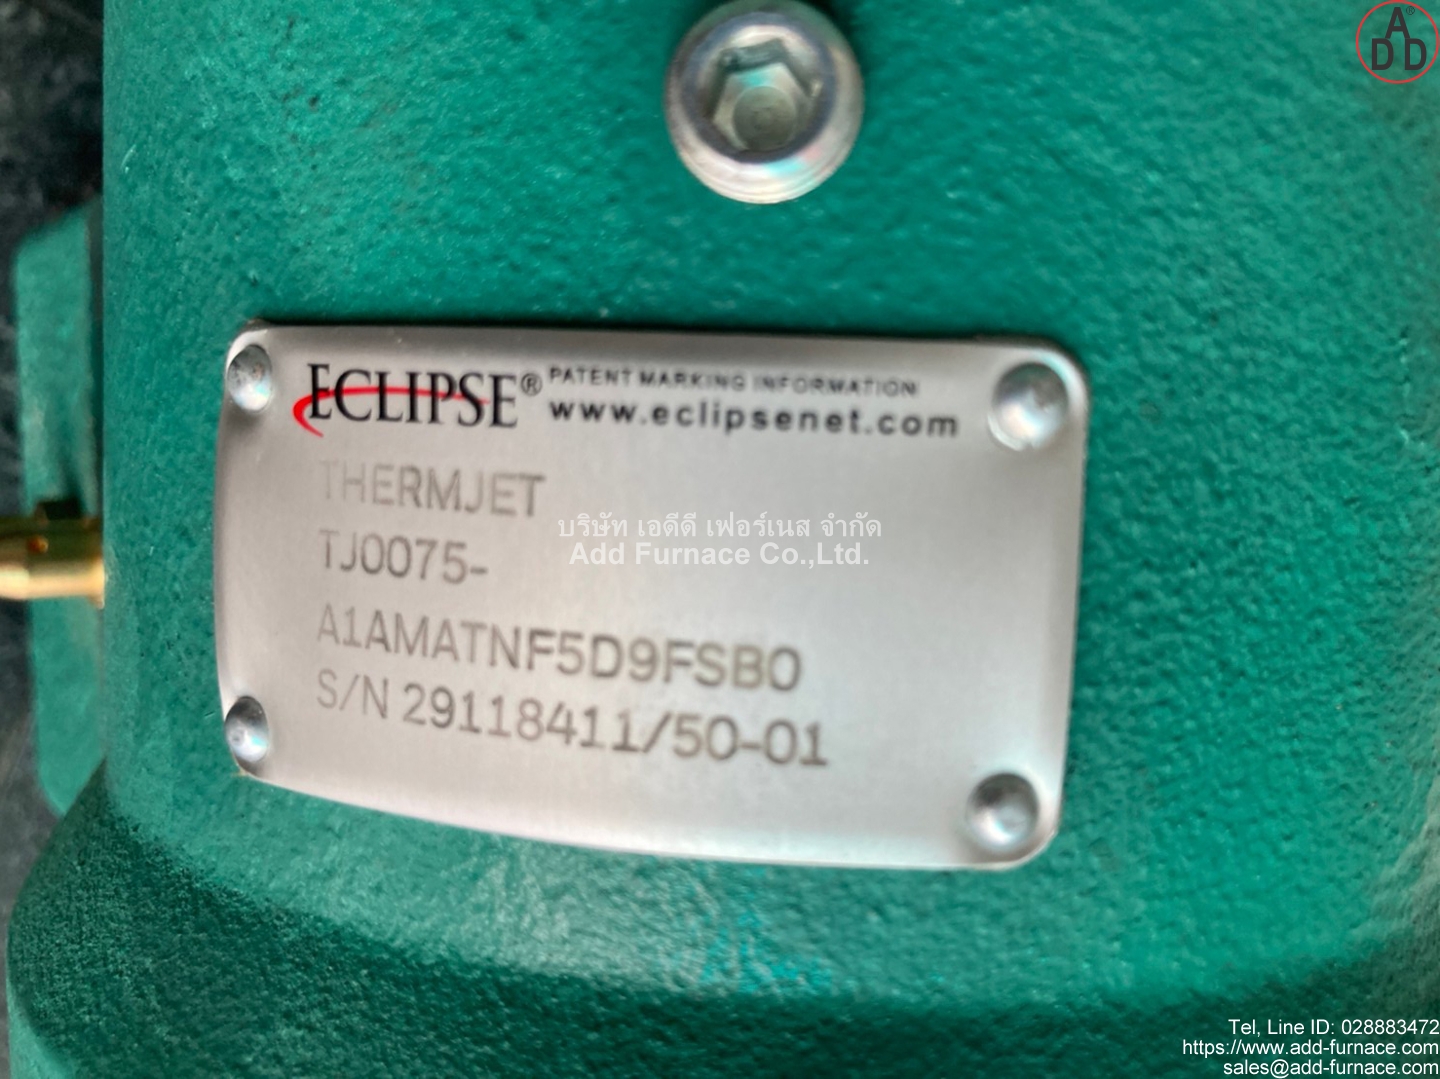 ADD®
ECLIPSE® PATENT MARKING INFORMATION
www.eclipsenet.com
THERMJET
TJ0075-
A1AMATNF5D9FSB0
S/N 29118411/50-01
บริษัท เอดีดี เฟอร์เนส จำกัด
Add Furnace Co.,Ltd.
Tel, Line ID: 028883472
https://www.add-furnace.com
sales@add-furnace.com